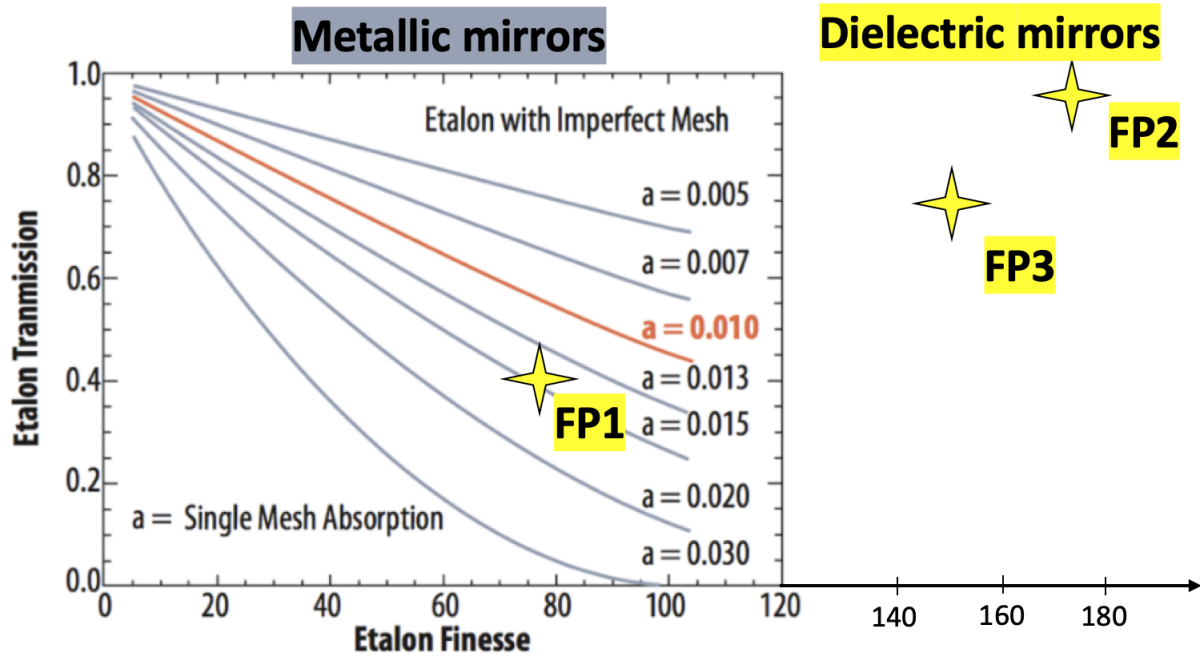 Metallic mirrors
Dielectric mirrors
Etalon with Imperfect Mesh
FP2
FP3
FP1
a = 0.005
a = 0.007
a = 0.010
a = 0.013
a = 0.015
a = 0.020
a = 0.030
a = Single Mesh Absorption
Etalon Tranmission
1.0
0.8
0.6
0.4
0.2
0.0
0 20 40 60 80 100 120 140 160 180
Etalon Finesse